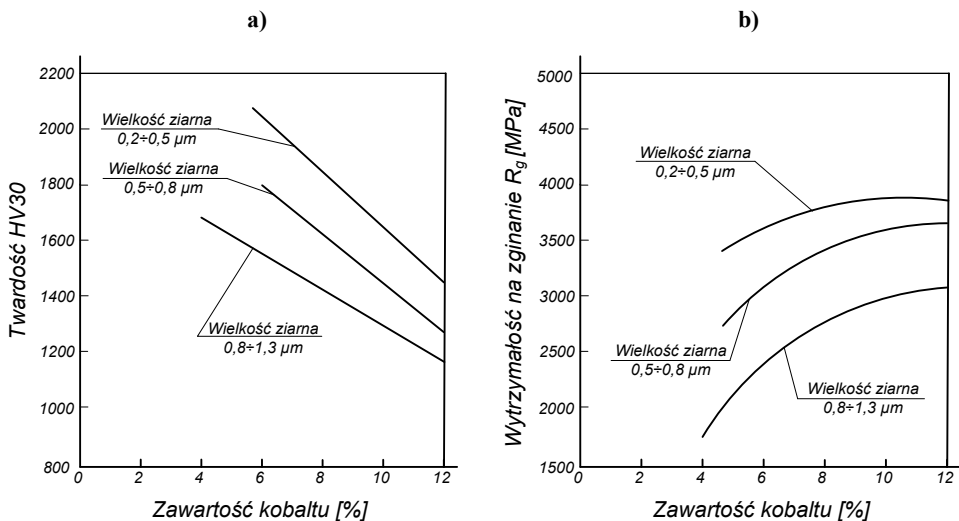 a)
2200
2000
1800
1600
1400
1200
1000
800
Twardość HV30
Wielkość ziarna
0,2÷0,5 µm
Wielkość ziarna
0,5÷0,8 µm
Wielkość ziarna
0,8÷1,3 µm
0 2 4 6 8 10 12
Zawartość kobaltu [%]
b)
5000
4500
4000
3500
3000
2500
2000
1500
Wytrzymałość na zginanie Rg [MPa]
Wielkość ziarna
0,2÷0,5 µm
Wielkość ziarna
0,5÷0,8 µm
Wielkość ziarna
0,8÷1,3 µm
0 2 4 6 8 10 12
Zawartość kobaltu [%]